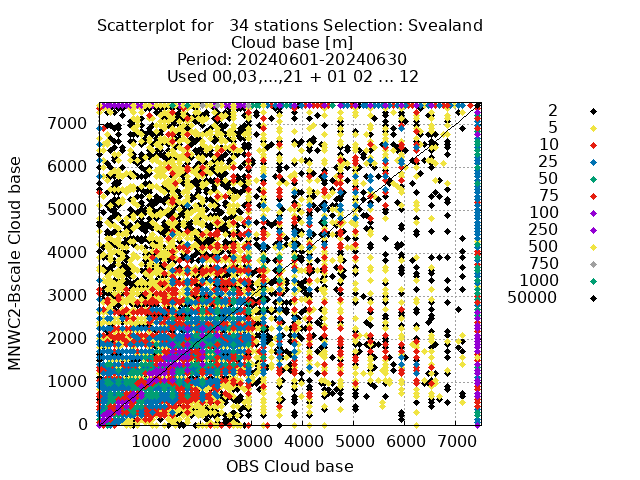 Scatterplot for   34 stations Selection: Svealand
Cloud base [m]
Period: 20240601-20240630
Used 00,03,...,21 + 01 02 ... 12
MNWC2-Bscale Cloud base
7000
6000
5000
4000
3000
2000
1000
0
1000 2000 3000 4000 5000 6000 7000
OBS Cloud base
2
5
10
25
50
75
100
250
500
750
1000
50000